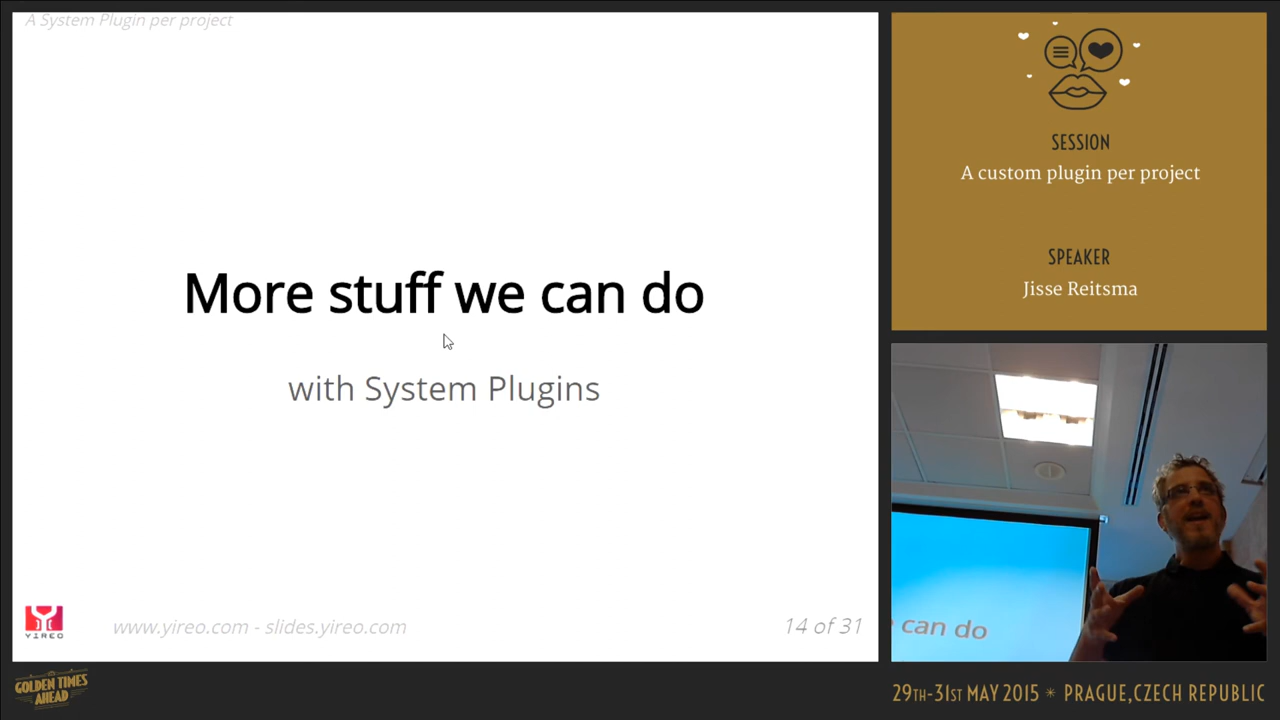 A System Plugin per project
More stuff we can do
with System Plugins
YIREO
www.yireo.com - slides.yireo.com
14 of 31
SESSION
A custom plugin per project
SPEAKER
Jisse Reitsma
can do
GOLDEN TIMES
AHEAD
29TH-31ST MAY 2015 * PRAGUE,CZECH REPUBLIC